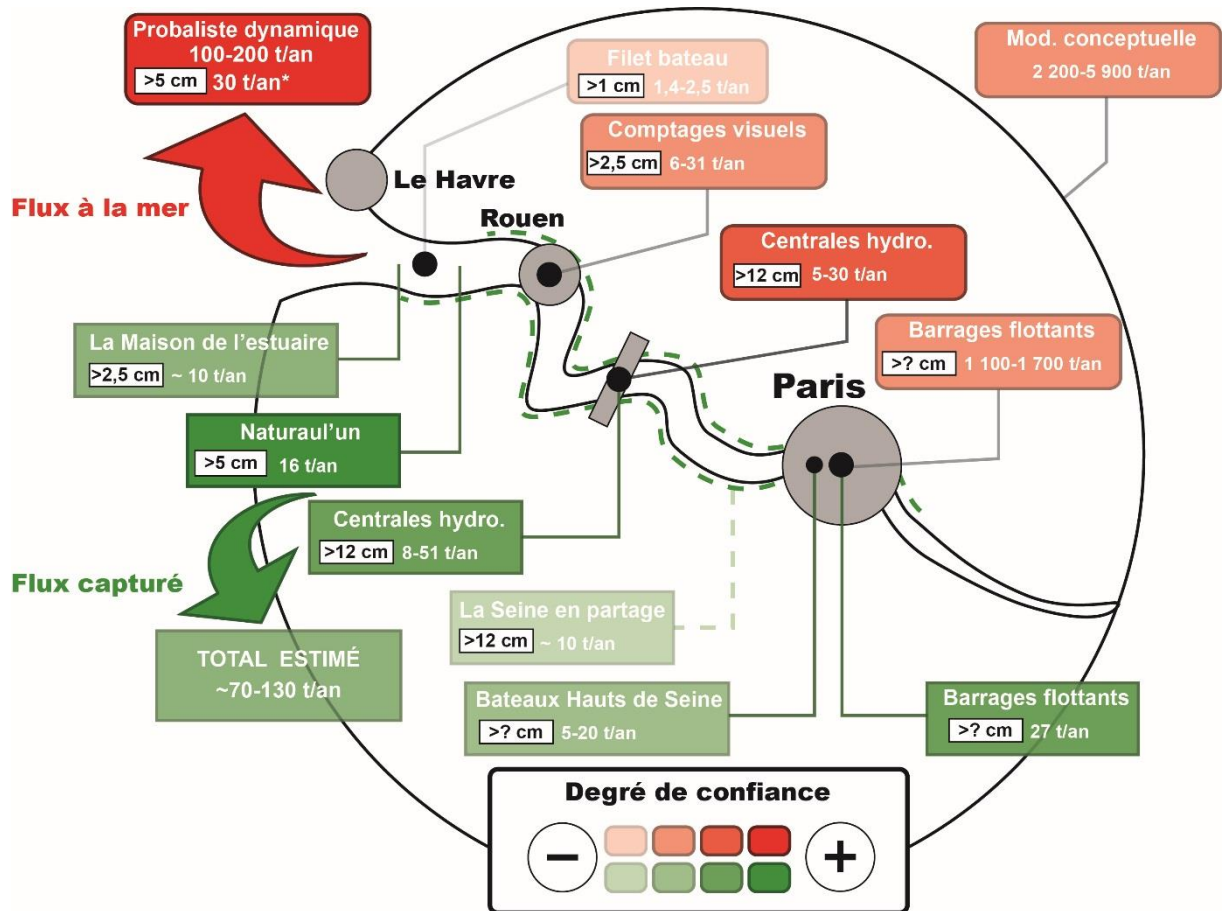 Probaliste dynamique
100-200 t/an
>5 cm 30 t/an*
Filet bateau
>1 cm 1,4-2,5 t/an
Mod. conceptuelle
2 200-5 900 t/an
Comptages visuels
>2,5 cm 6-31 t/an
Le Havre
Flux à la mer
Rouen
Centrales hydro.
>12 cm 5-30 t/an
La Maison de l'estuaire
>2,5 cm ~ 10 t/an
Barrages flottants
>? cm 1 100-1 700 t/an
Paris
Naturaul'un
>5 cm 16 t/an
Centrales hydro.
>12 cm 8-51 t/an
Flux capturé
La Seine en partage
>12 cm ~ 10 t/an
TOTAL ESTIMÉ
~70-130 t/an
Bateaux Hauts de Seine
>? cm 5-20 t/an
Barrages flottants
>? cm 27 t/an
Degré de confiance
− +